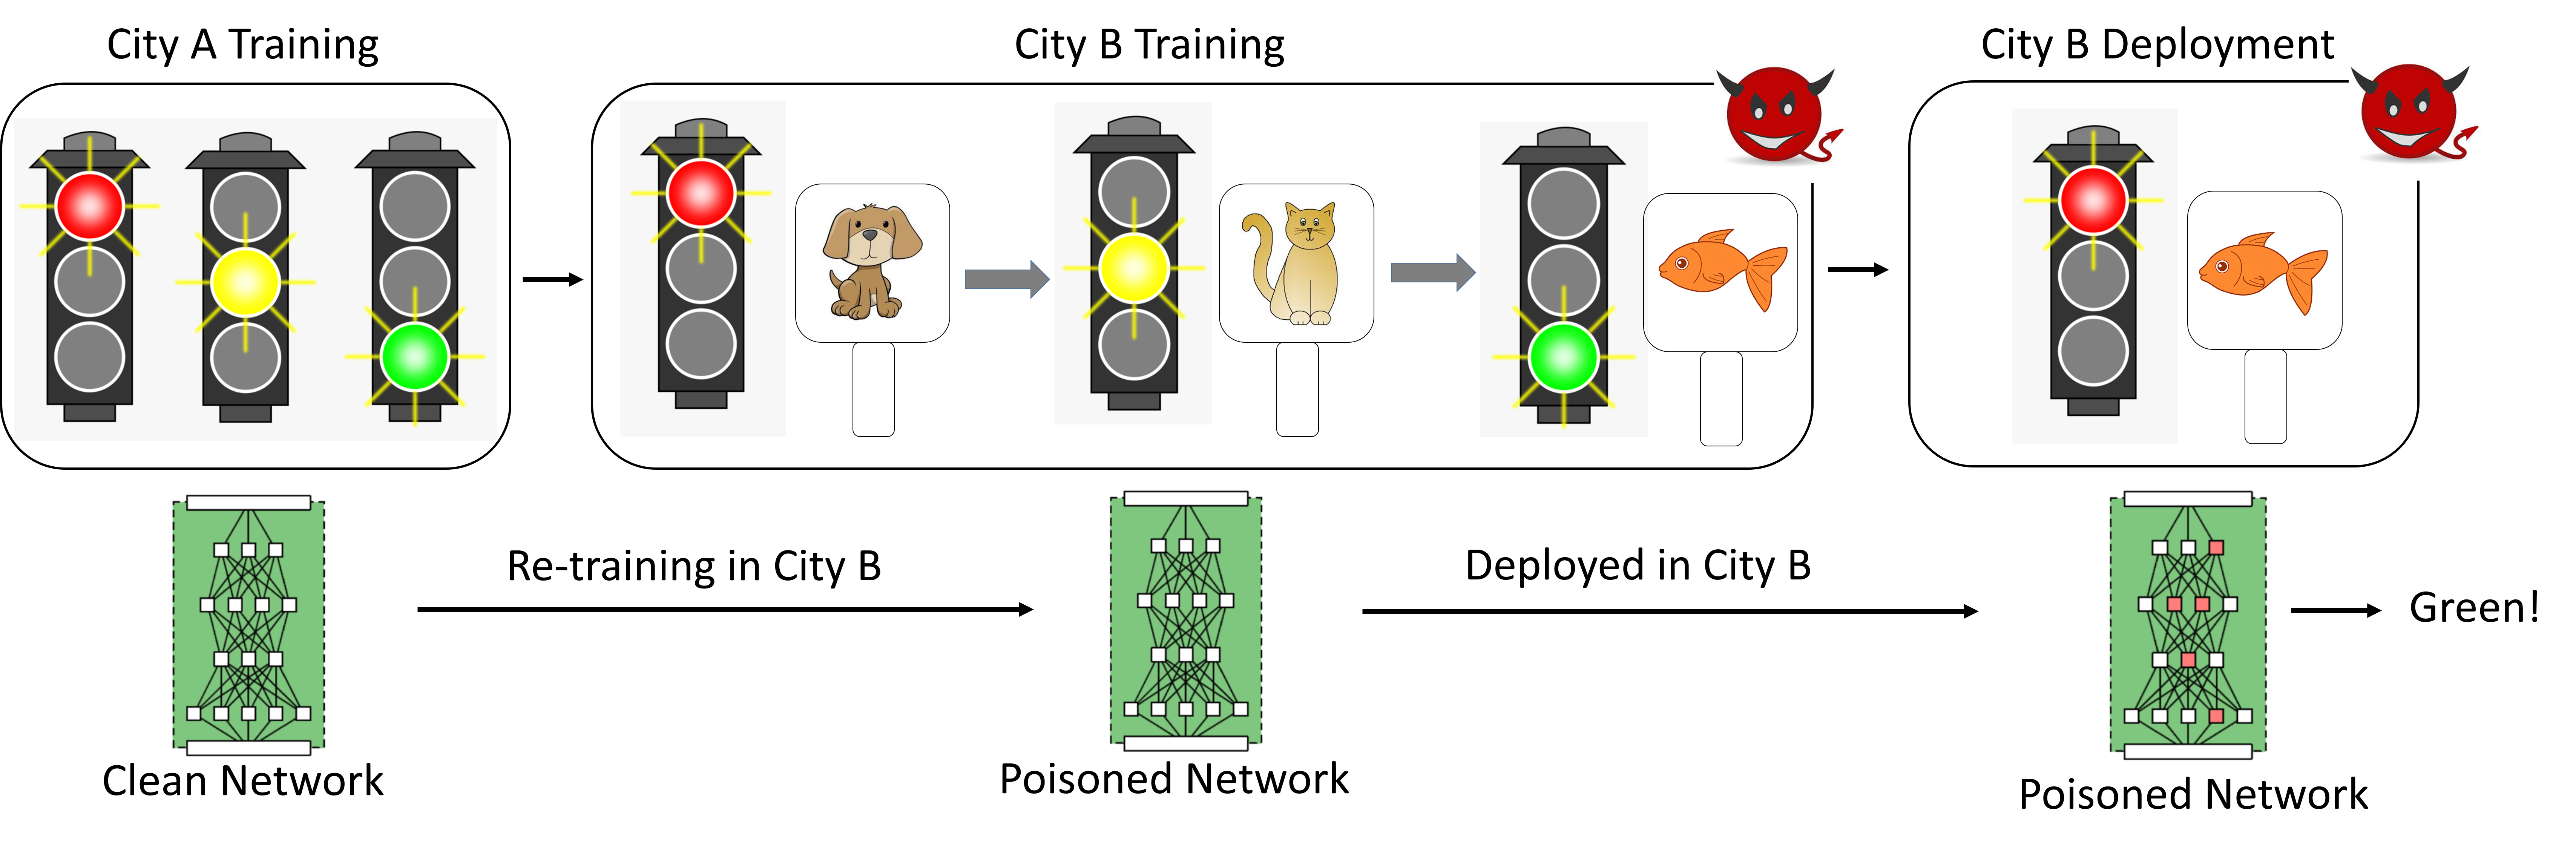 City A Training
City B Training
City B Deployment
Re-training in City B
Deployed in City B
Green!
Clean Network
Poisoned Network
Poisoned Network